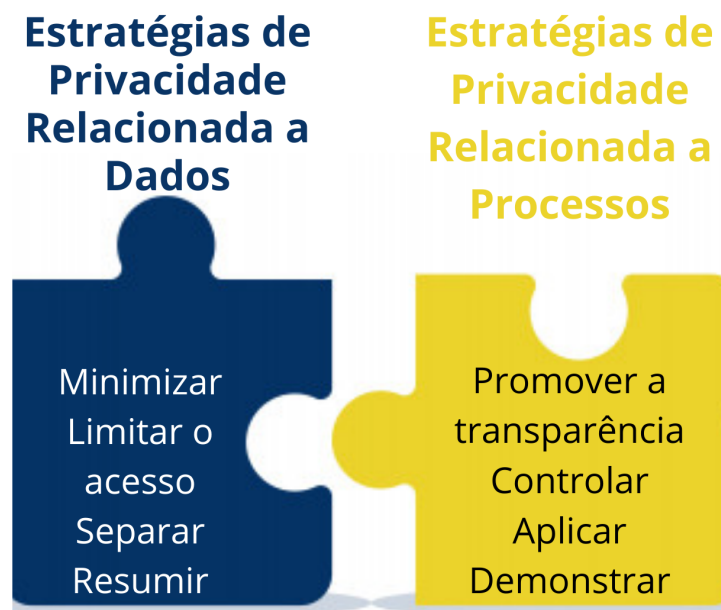 Estratégias de
Privacidade
Relacionada a
Dados
Minimizar
Limitar o
acesso
Separar
Resumir
Estratégias de
Privacidade
Relacionada a
Processos
Promover a
transparência
Controlar
Aplicar
Demonstrar